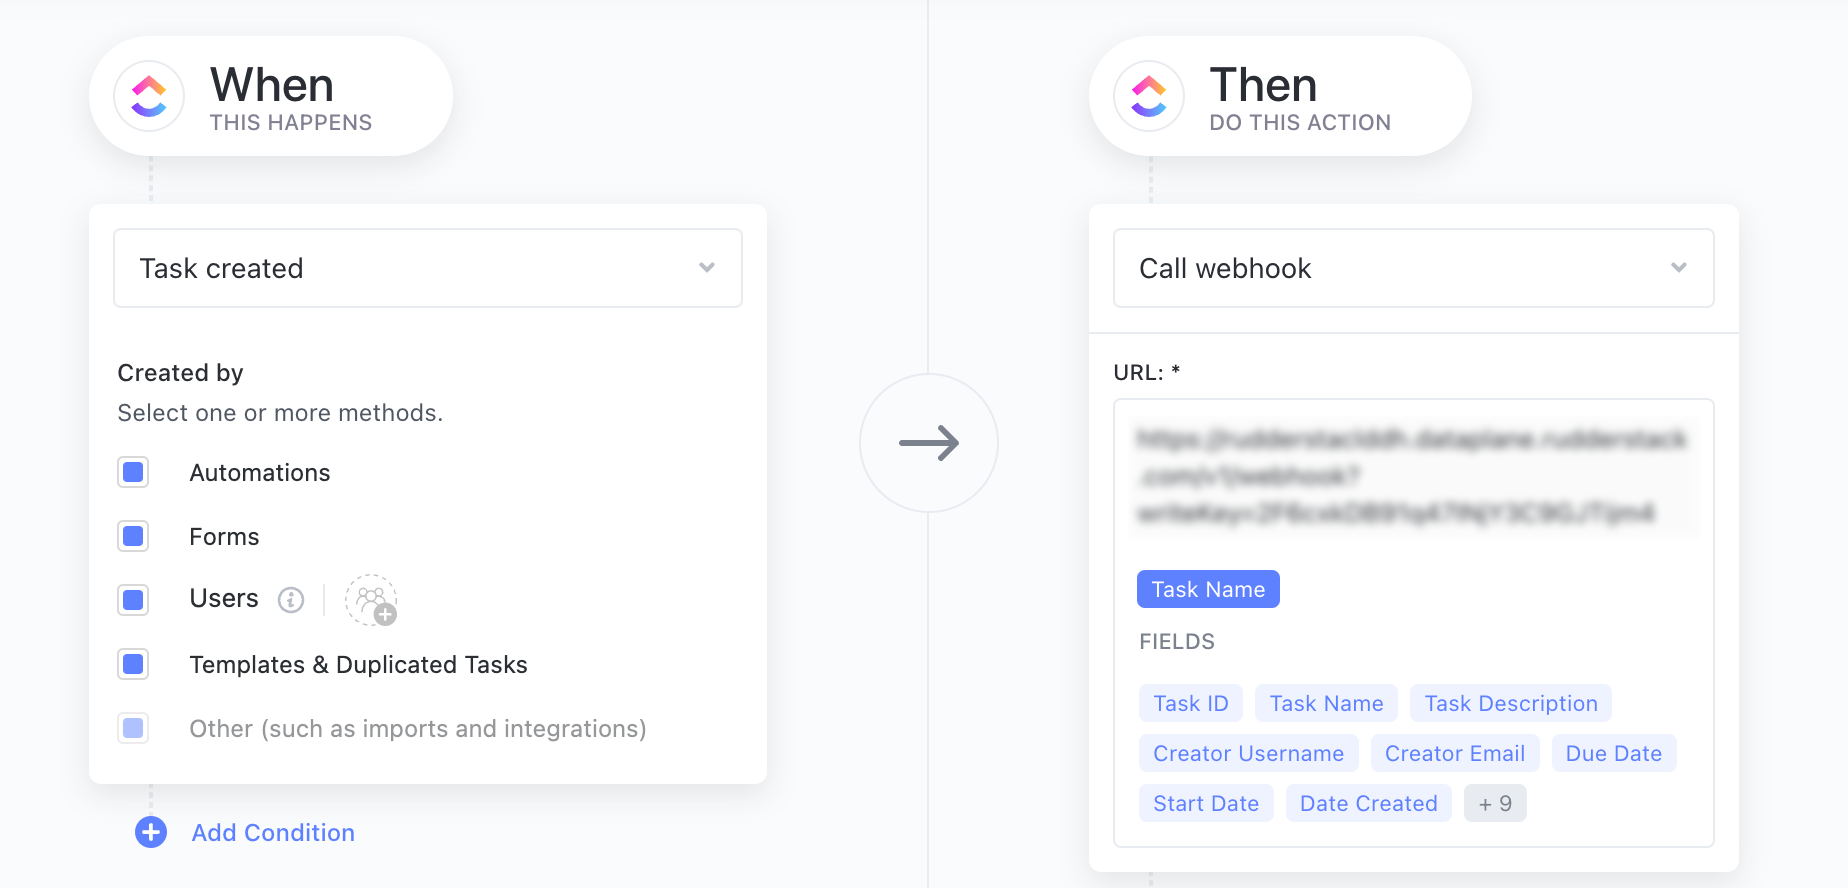 When
THIS HAPPENS
Task created
Created by
Select one or more methods.
Automations
Forms
Users
Templates & Duplicated Tasks
Other (such as imports and integrations)
Add Condition
Then
DO THIS ACTION
Call webhook
URL: *
Task Name
FIELDS
Task ID Task Name Task Description
Creator Username Creator Email Due Date
Start Date Date Created + 9